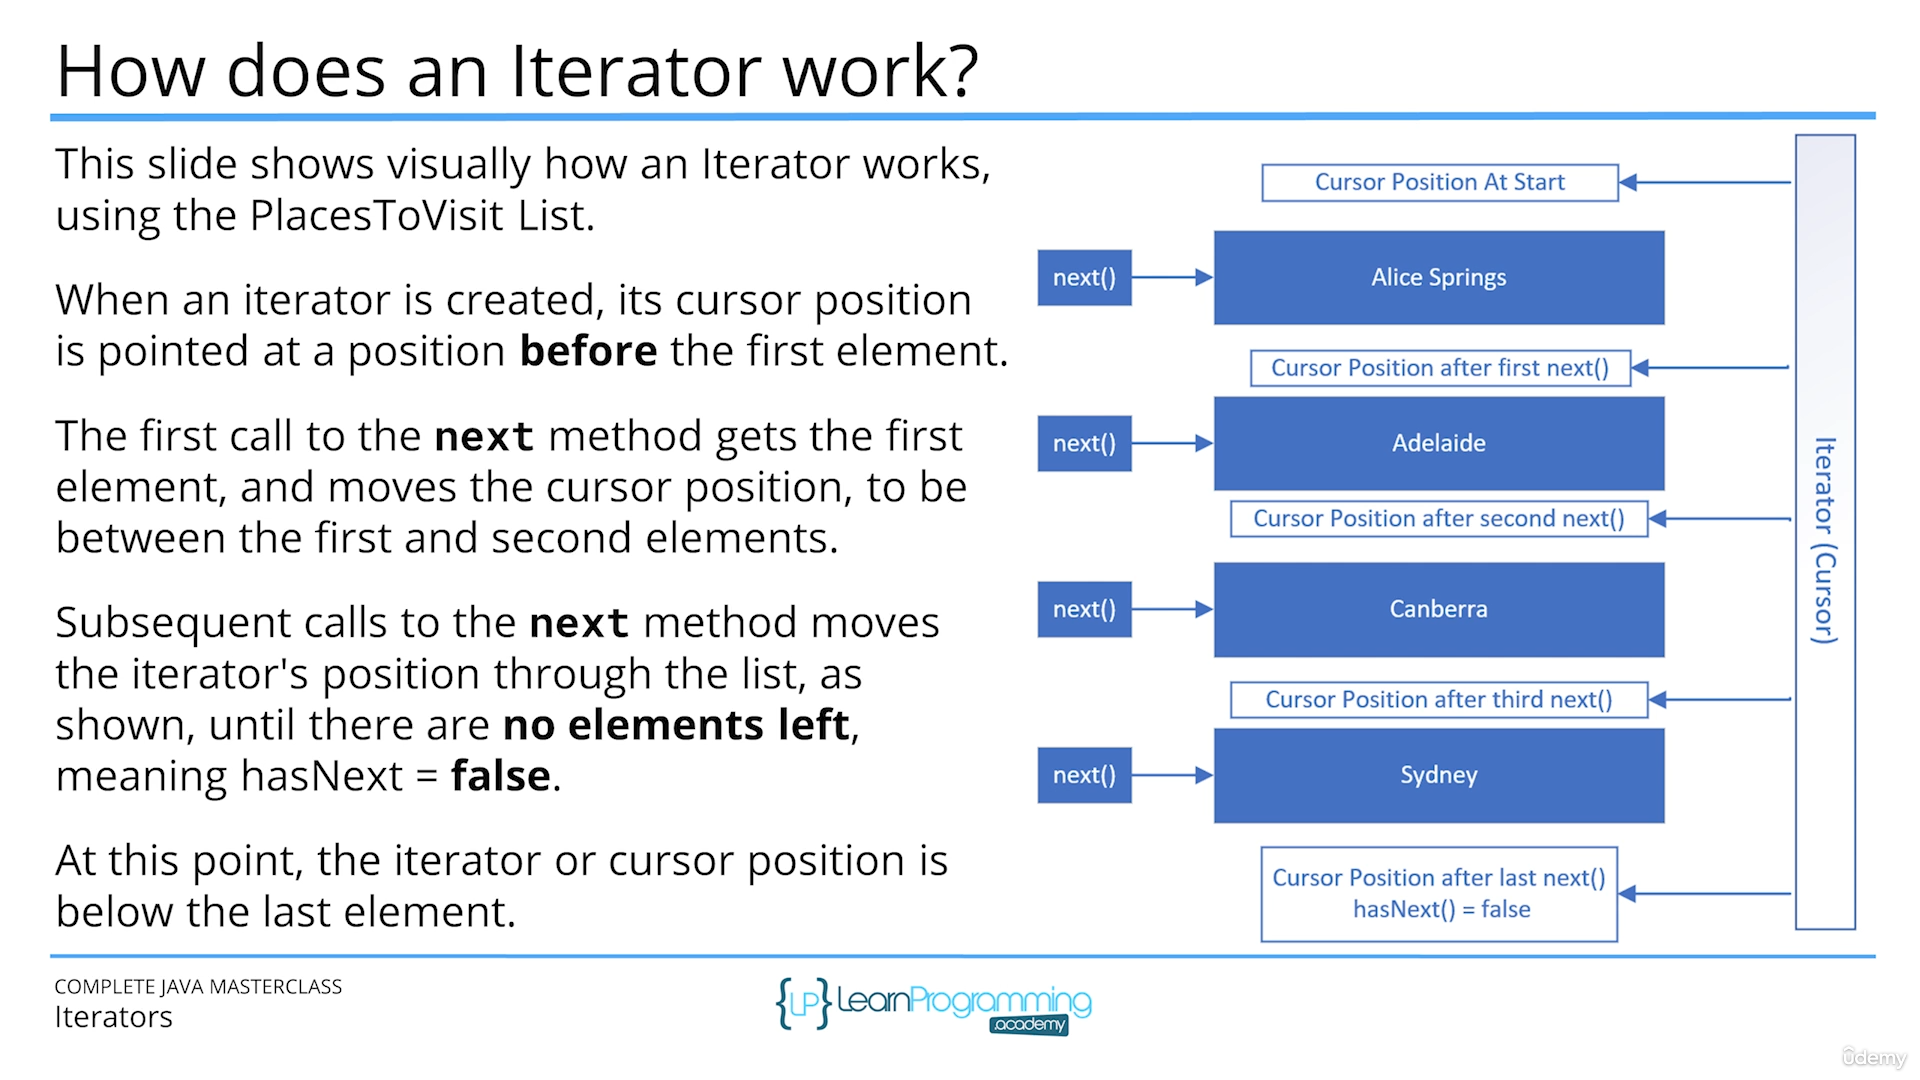 How does an Iterator work?
This slide shows visually how an Iterator works,
using the PlacesToVisit List.
When an iterator is created, its cursor position
is pointed at a position before the first element.
The first call to the next method gets the first
element, and moves the cursor position, to be
between the first and second elements.
Subsequent calls to the next method moves
the iterator's position through the list, as
shown, until there are no elements left,
meaning hasNext = false.
At this point, the iterator or cursor position is
below the last element.
Cursor Position At Start
next()
Alice Springs
Cursor Position after first next()
next()
Adelaide
Cursor Position after second next()
next()
Canberra
Cursor Position after third next()
next()
Sydney
Cursor Position after last next()
hasNext() = false
Iterator (Cursor)
COMPLETE JAVA MASTERCLASS
Iterators
{LP} LearnProgramming
.academy
udemy